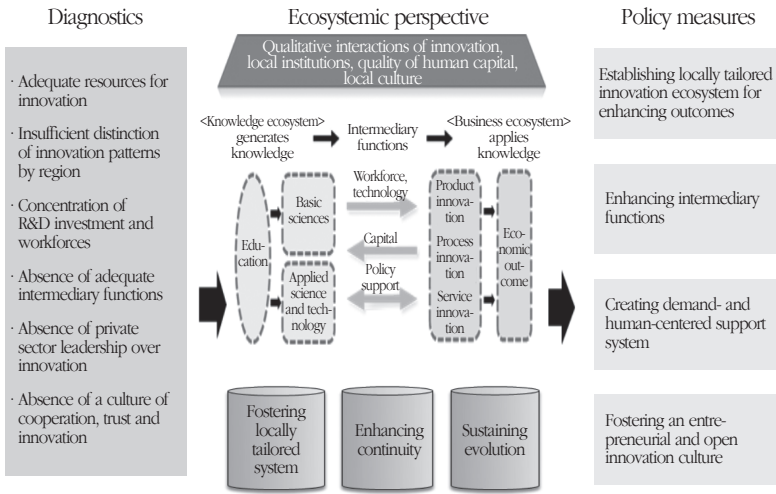 Diagnostics
· Adequate resources for
innovation
· Insufficient distinction
of innovation patterns
by region
· Concentration of
R&D investment and
workforces
· Absence of adequate
intermediary functions
· Absence of private
sector leadership over
innovation
· Absence of a culture of
cooperation, trust and
innovation
Ecosystemic perspective
Qualitative interactions of innovation,
local institutions, quality of human capital,
local culture
<Knowledge ecosystem>
generates
knowledge
Intermediary
functions
<Business ecosystem>
applies
knowledge
Edu-
cation
Basic
sciences
Applied
science
and tech-
nology
Workforce,
technology
Capital
Policy
support
Product
innova-
tion
Process
innova-
tion
Service
innova-
tion
Eco-
nomic
out-
come
Fostering
locally
tailored
system
Enhancing
continuity
Sustaining
evolution
Policy measures
Establishing locally tailored
innovation ecosystem for
enhancing outcomes
Enhancing intermediary
functions
Creating demand- and
human-centered support
system
Fostering an entre-
preneurial and open
innovation culture